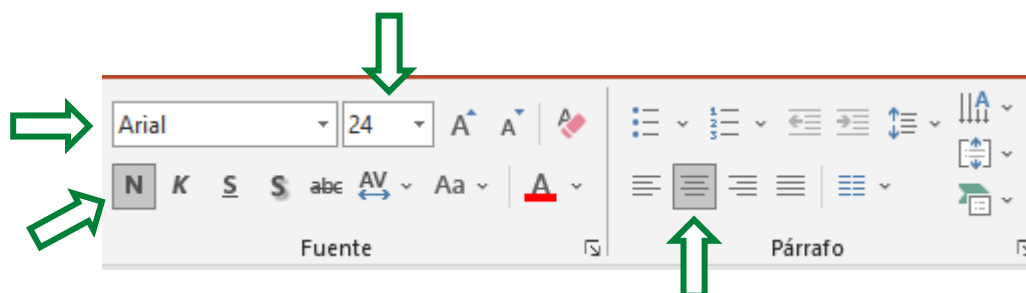 Arial 24 A A
N K S S abc AV Aa A
Fuente Párrafo